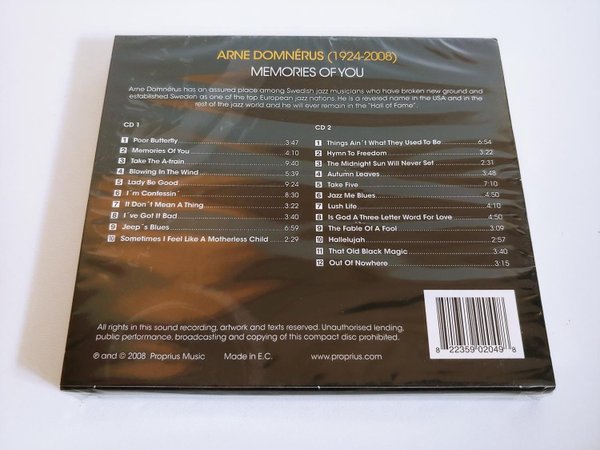 ARNE DOMNÉRUS (1924-2008)
MEMORIES OF YOU
Arne Domnérus has an assured place among Swedish jazz musicians who have broken new ground and
established Sweden as one of the top European jazz nations. He is a revered name in the USA and in the
rest of the jazz world and he will ever remain in the "Hall of Fame".
CD 1
1 Poor Butterfly 3:47
2 Memories Of You 4:10
3 Take The A-train 9:40
4 Blowing In The Wind 8:30
5 Lady Be Good 9:24
6 I´m Confessin´ 8:30
7 It Don´t Mean A Thing 3:22
8 I´ve Got It Bad 3:40
9 Jeep´s Blues 6:59
10 Sometimes I Feel Like A Motherless Child 2:29
CD 2
1 Things Ain´t What They Used To Be 6:54
2 Hymn To Freedom 3:22
3 The Midnight Sun Will Never Set 2:31
4 Autumn Leaves 3:48
5 Take Five 7:10
6 Jazz Me Blues 4:50
7 Lush Life 4:10
8 Is God A Three Letter Word For Love 4:50
9 The Fable Of A Fool 3:09
10 Hallelujah 2:57
11 That Old Black Magic 3:40
12 Out Of Nowhere 3:15
All rights in this sound recording, artwork and texts reserved. Unauthorised lending,
public performance, broadcasting and copying of this compact disc prohibited.
℗ and © 2008 Proprius Music Made in E.C. www.proprius.com
8 22359 02049 8